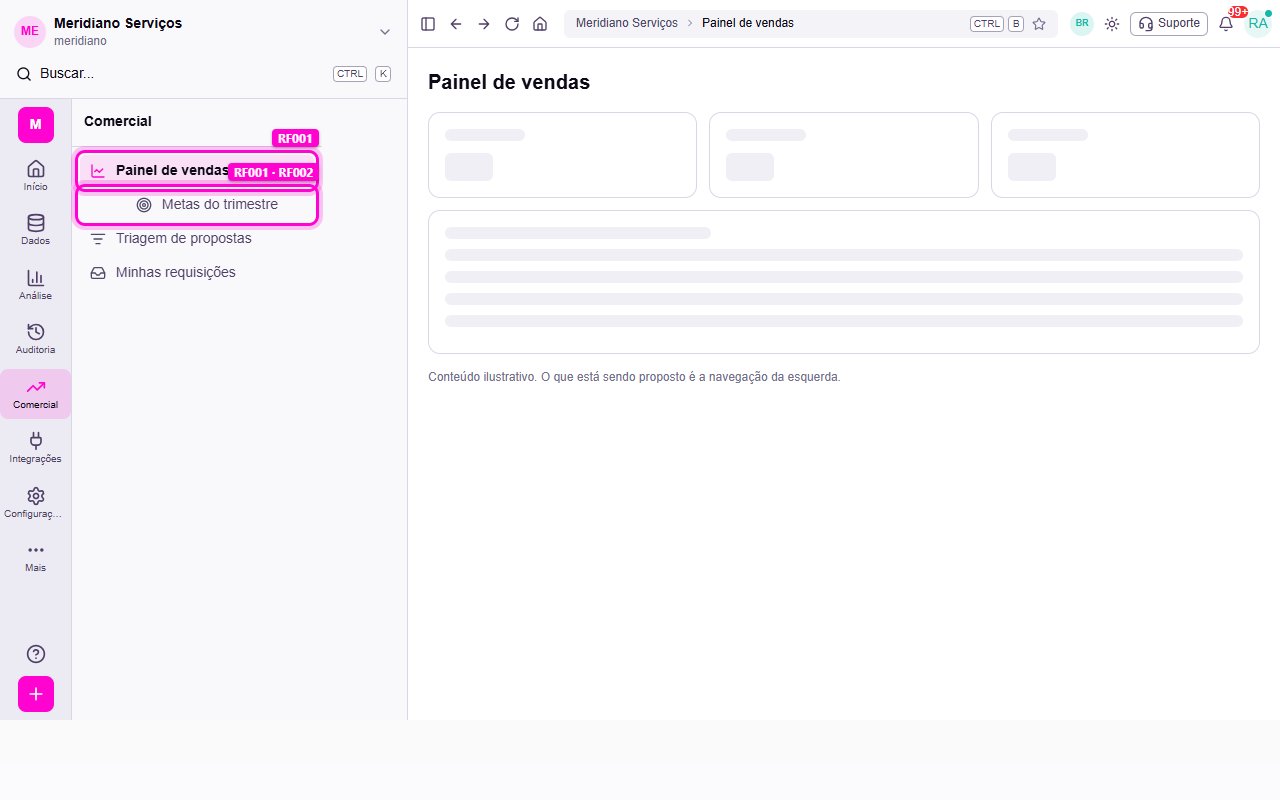 ME
Meridiano Serviços
meridiano
Buscar...
CTRL K
M
Início
Dados
Análise
Auditoria
Comercial
Integrações
Configuraç...
Mais
Comercial
RF001
Painel de vendas
RF001 · RF002
Metas do trimestre
Triagem de propostas
Minhas requisições
Meridiano Serviços > Painel de vendas
CTRL B
BR
Suporte
99+
RA
Painel de vendas
Conteúdo ilustrativo. O que está sendo proposto é a navegação da esquerda.